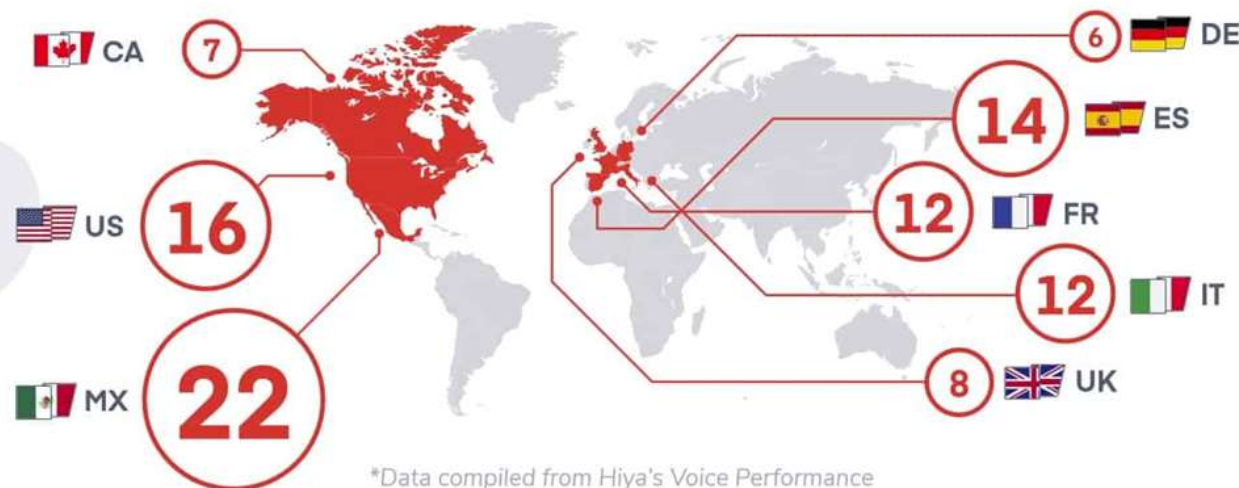 CA 7
6 DE
14 ES
US 16
12 FR
12 IT
MX 22
8 UK
*Data compiled from Hiya's Voice Performance